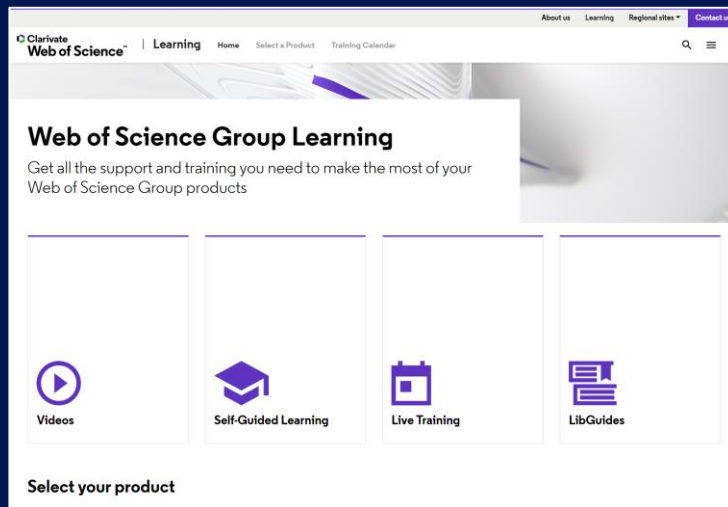 About us Learning Regional sites Contact us
Clarivate
Web of Science™ | Learning Home Select a Product Training Calendar
Web of Science Group Learning
Get all the support and training you need to make the most of your
Web of Science Group products
Videos Self-Guided Learning Live Training LibGuides
Select your product